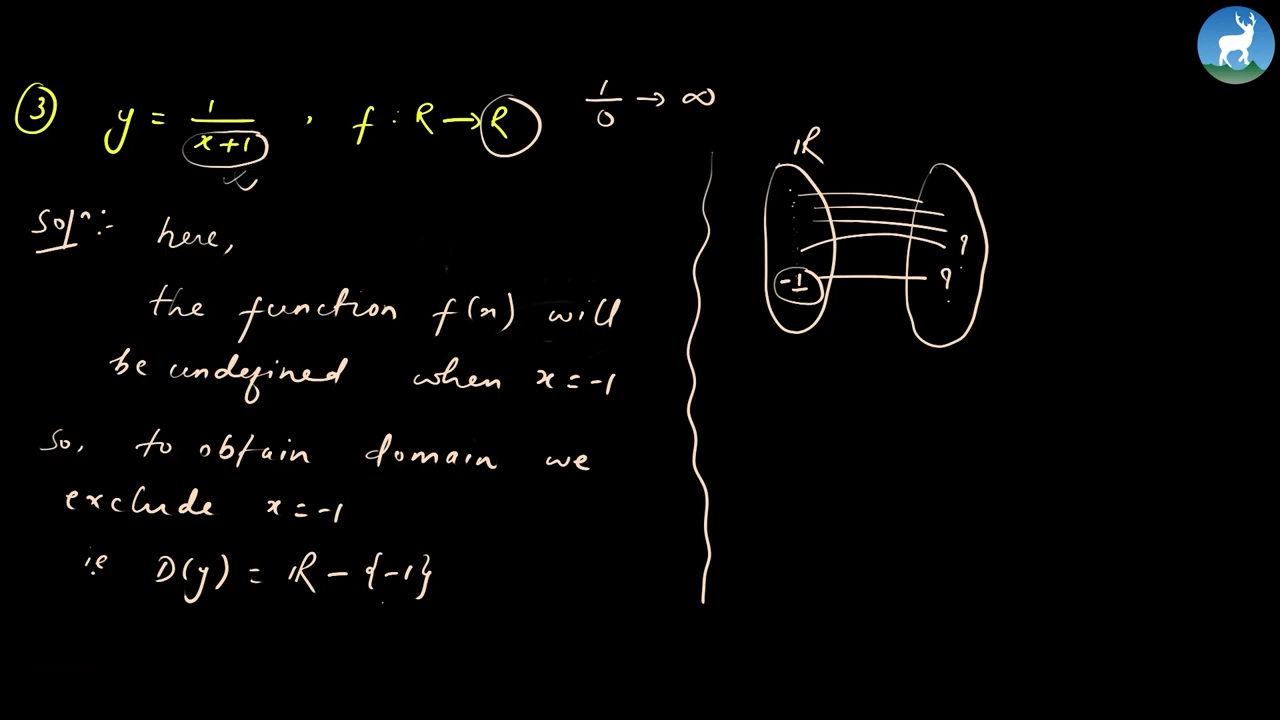 ③ y = 1/(x+1) , f : R → R
1/0 → ∞
Solⁿ:- here,
the function f(x) will
be undefined when x = -1
So, to obtain domain we
exclude x = -1
i.e D(y) = ℝ - {-1}
ℝ
?
-1 ?